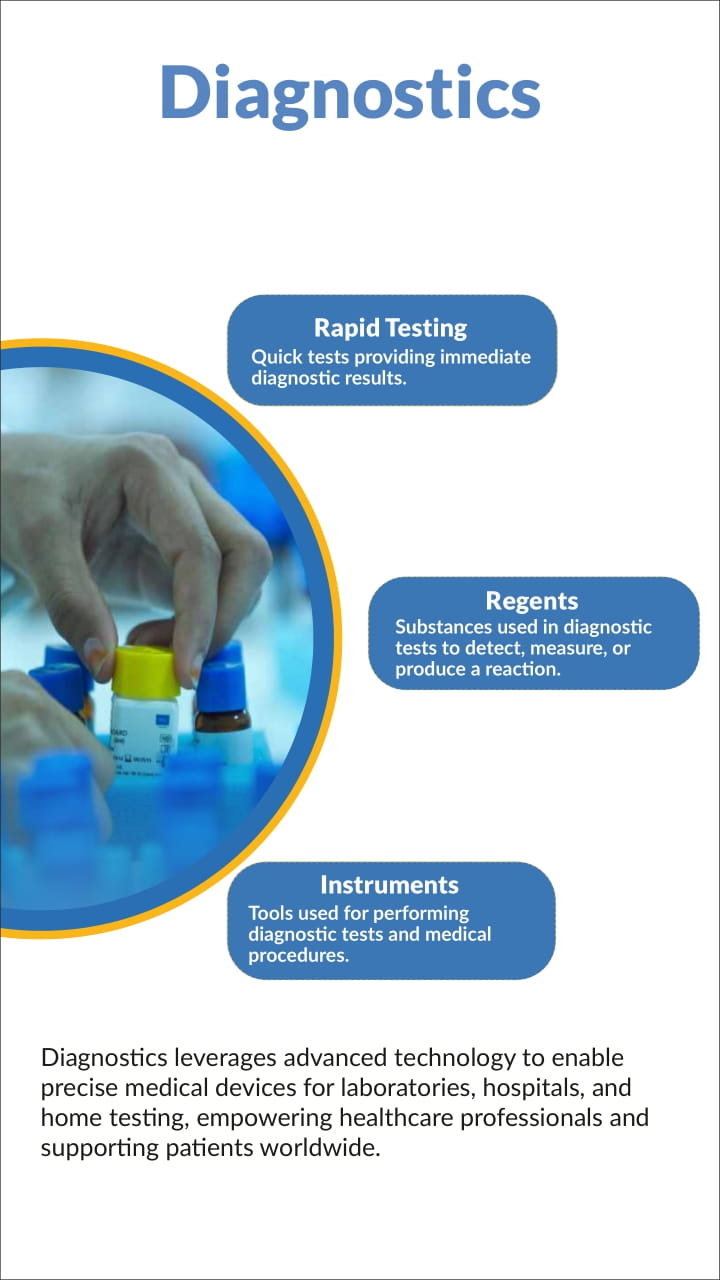 Diagnostics
Rapid Testing
Quick tests providing immediate
diagnostic results.
Regents
Substances used in diagnostic
tests to detect, measure, or
produce a reaction.
Instruments
Tools used for performing
diagnostic tests and medical
procedures.
Diagnostics leverages advanced technology to enable
precise medical devices for laboratories, hospitals, and
home testing, empowering healthcare professionals and
supporting patients worldwide.